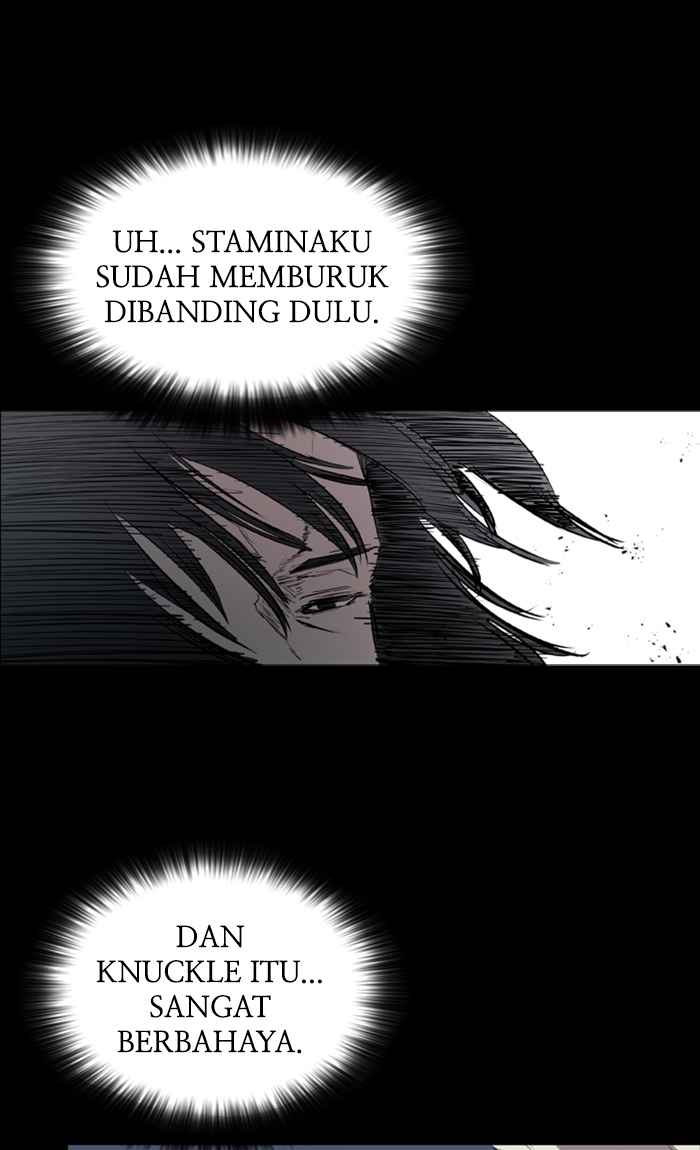 UH... STAMINAKU
SUDAH MEMBURUK
DIBANDING DULU.
DAN
KNUCKLE ITU...
SANGAT
BERBAHAYA.